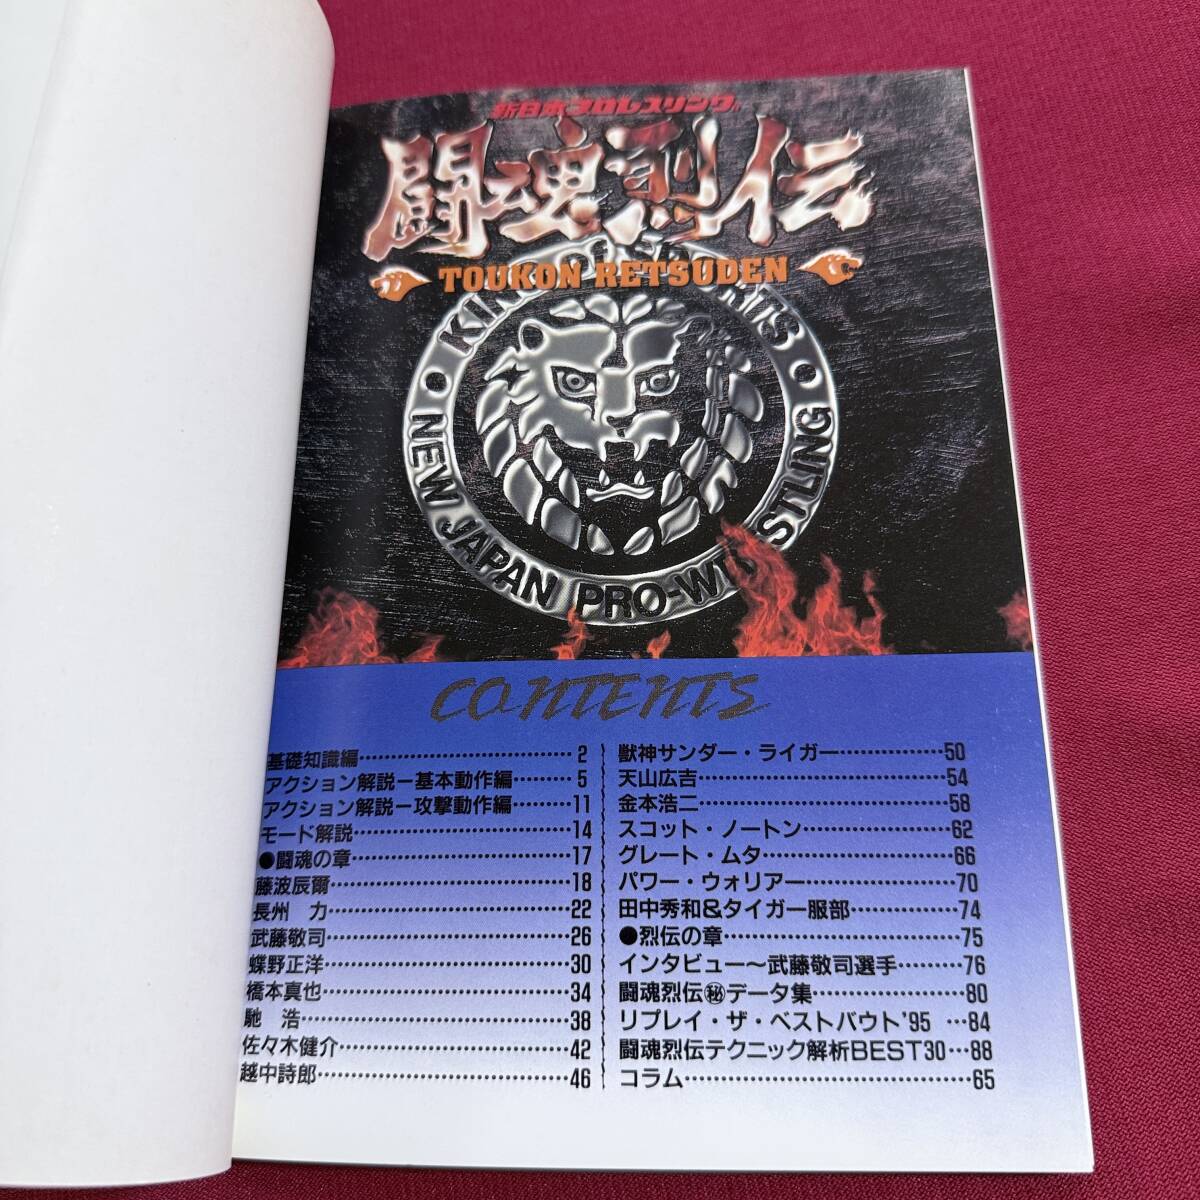 新日本プロレスリング
闘魂烈伝
TOUKON RETSUDEN
KING OF SPORTS
NEW JAPAN PRO-WRESTLING
CONTENTS
基礎知識編 2
アクション解説ー基本動作編 5
アクション解説ー攻撃動作編 11
モード解説 14
●闘魂の章 17
藤波辰爾 18
長州 力 22
武藤敬司 26
蝶野正洋 30
橋本真也 34
馳 浩 38
佐々木健介 42
越中詩郎 46
獣神サンダー・ライガー 50
天山広吉 54
金本浩二 58
スコット・ノートン 62
グレート・ムタ 66
パワー・ウォリアー 70
田中秀和&タイガー服部 74
●烈伝の章 75
インタビュー〜武藤敬司選手 76
闘魂烈伝㊙データ集 80
リプレイ・ザ・ベストバウト'95 84
闘魂烈伝テクニック解析BEST30 88
コラム 65